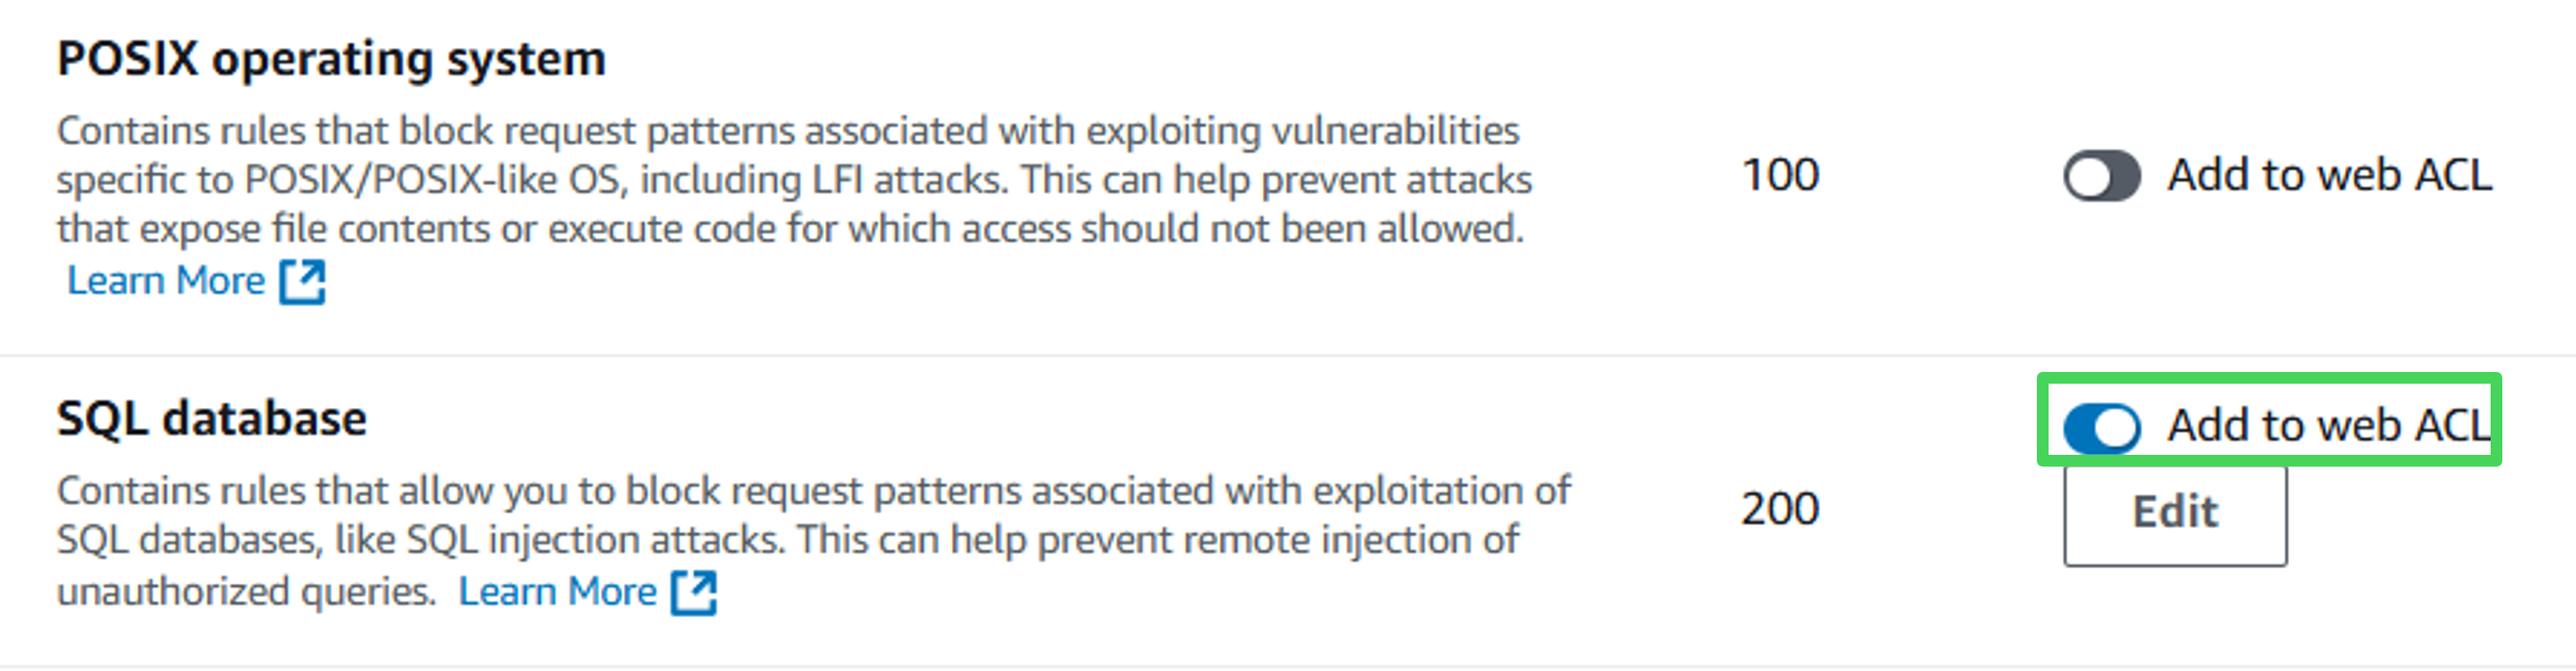 POSIX operating system
Contains rules that block request patterns associated with exploiting vulnerabilities
specific to POSIX/POSIX-like OS, including LFI attacks. This can help prevent attacks
that expose file contents or execute code for which access should not been allowed.
Learn More
100
Add to web ACL
SQL database
Contains rules that allow you to block request patterns associated with exploitation of
SQL databases, like SQL injection attacks. This can help prevent remote injection of
unauthorized queries. Learn More
200
Add to web ACL
Edit